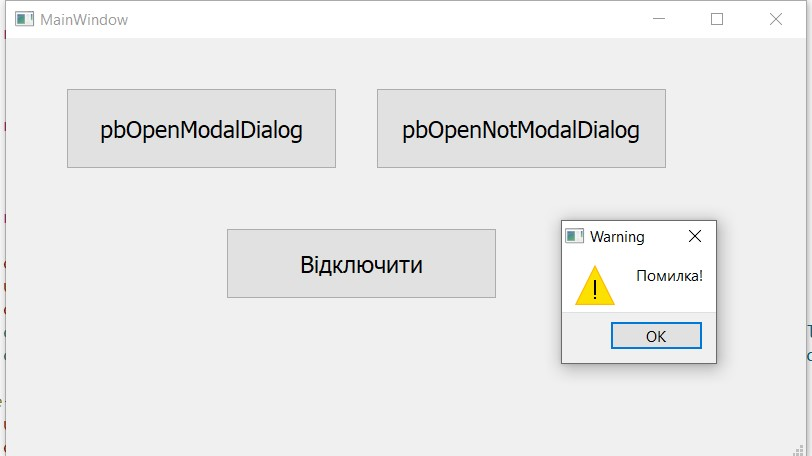 MainWindow
pbOpenModalDialog
pbOpenNotModalDialog
Відключити
Warning
Помилка!
OK